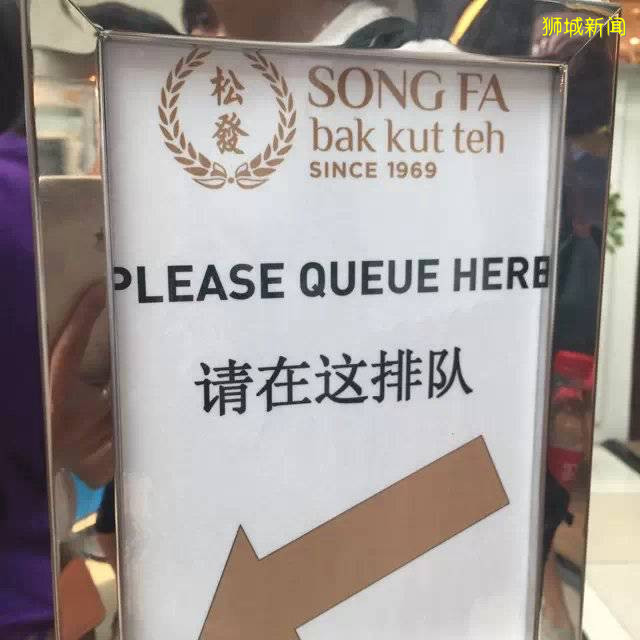 狮城新闻
松發
SONG FA
bak kut teh
SINCE 1969
PLEASE QUEUE HERE
请在这排队